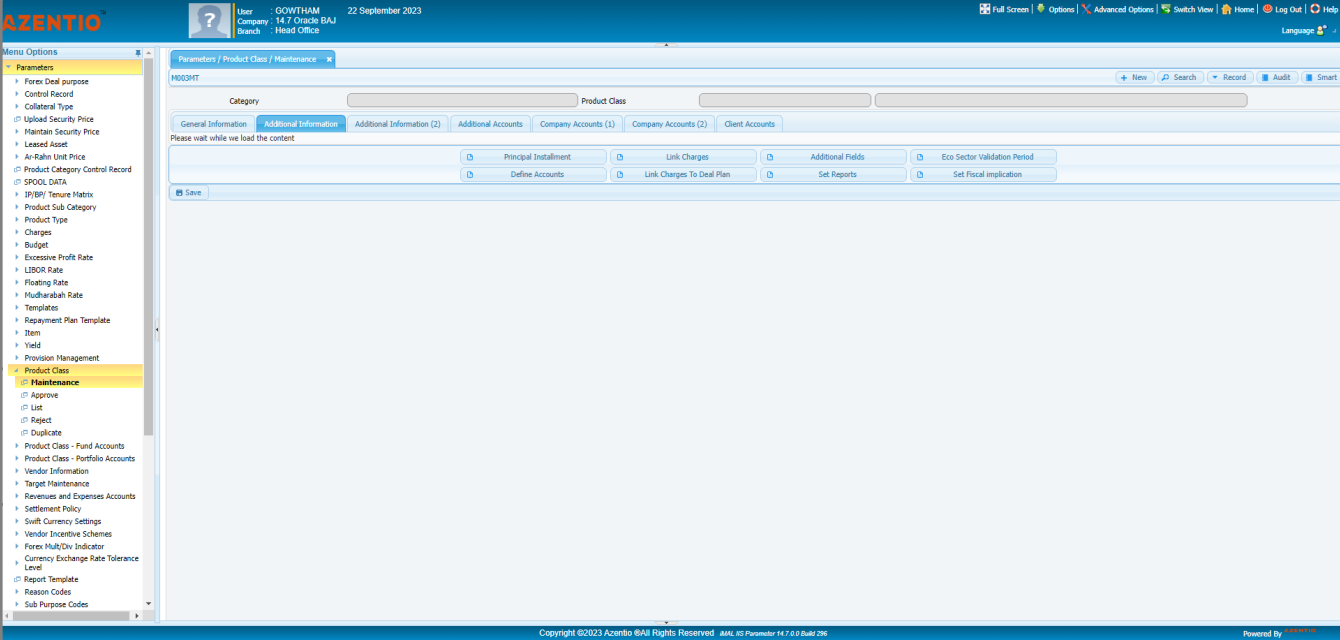 AZENTIO™
User : GOWTHAM 22 September 2023
Company : 14.7 Oracle BAJ
Branch : Head Office
Full Screen Options Advanced Options Switch View Home Log Out Help
Language
Menu Options
Parameters
Forex Deal purpose
Control Record
Collateral Type
Upload Security Price
Maintain Security Price
Leased Asset
Ar-Rahn Unit Price
Product Category Control Record
SPOOL DATA
IP/BP/ Tenure Matrix
Product Sub Category
Product Type
Charges
Budget
Excessive Profit Rate
LIBOR Rate
Floating Rate
Mudharabah Rate
Templates
Repayment Plan Template
Item
Yield
Provision Management
Product Class
Maintenance
Approve
List
Reject
Duplicate
Product Class - Fund Accounts
Product Class - Portfolio Accounts
Vendor Information
Target Maintenance
Revenues and Expenses Accounts
Settlement Policy
Swift Currency Settings
Vendor Incentive Schemes
Forex Mult/Div Indicator
Currency Exchange Rate Tolerance
Level
Report Template
Reason Codes
Sub Purpose Codes
Parameters / Product Class / Maintenance
M003MT
New Search Record Audit Smart
Category Product Class
General Information Additional Information Additional Information (2) Additional Accounts Company Accounts (1) Company Accounts (2) Client Accounts
Please wait while we load the content
Principal Installment Link Charges Additional Fields Eco Sector Validation Period
Define Accounts Link Charges To Deal Plan Set Reports Set Fiscal implication
Save
Copyright ©2023 Azentio ®All Rights Reserved iMAL IIS Parameter 14.7.0.0 Build 296
Powered By AZENTIO